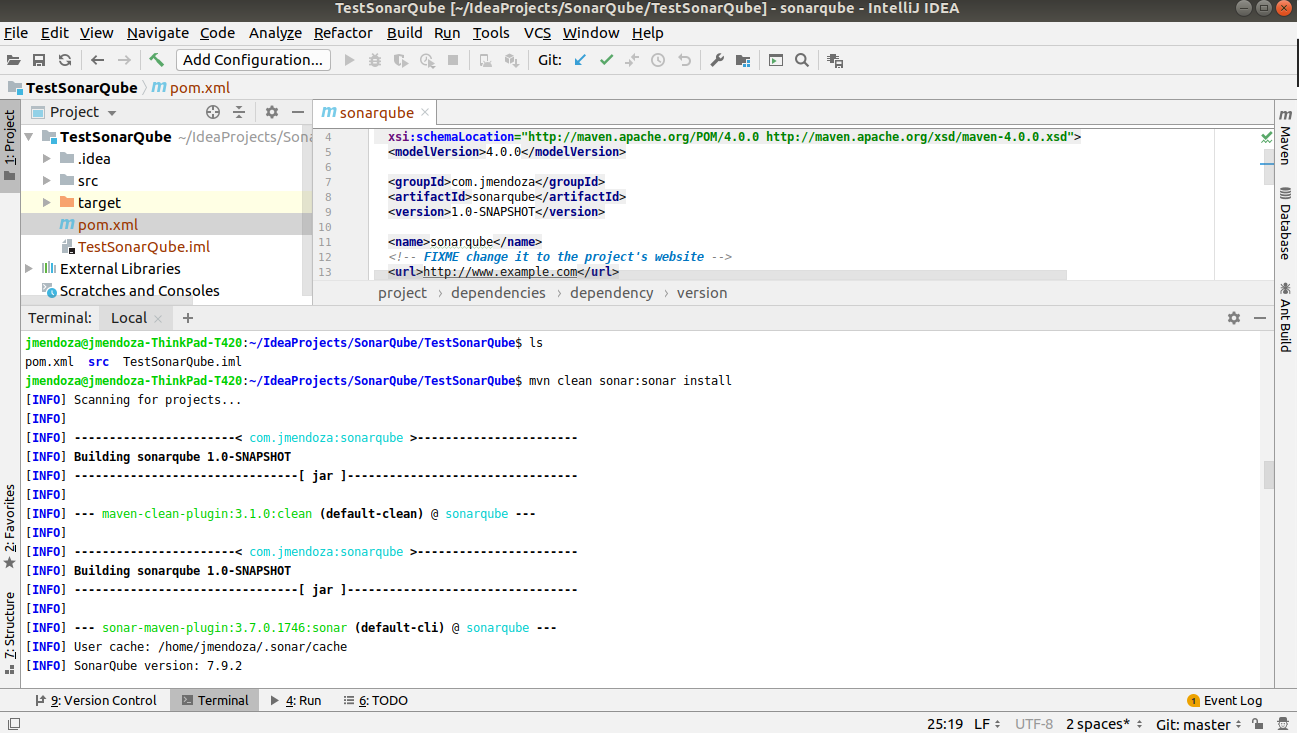 TestSonarQube [~/IdeaProjects/SonarQube/TestSonarQube] - sonarqube - IntelliJ IDEA
File Edit View Navigate Code Analyze Refactor Build Run Tools VCS Window Help
Add Configuration... Git:
TestSonarQube pom.xml
1: Project
Project
TestSonarQube ~/IdeaProjects/Sona
.idea
src
target
pom.xml
TestSonarQube.iml
External Libraries
Scratches and Consoles
sonarqube
4 xsi:schemaLocation="http://maven.apache.org/POM/4.0.0 http://maven.apache.org/xsd/maven-4.0.0.xsd">
5 <modelVersion>4.0.0</modelVersion>
6
7 <groupId>com.jmendoza</groupId>
8 <artifactId>sonarqube</artifactId>
9 <version>1.0-SNAPSHOT</version>
10
11 <name>sonarqube</name>
12 <!-- FIXME change it to the project's website -->
13 <url>http://www.example.com</url>
project › dependencies › dependency › version
Maven
Database
Ant Build
Terminal: Local
jmendoza@jmendoza-ThinkPad-T420:~/IdeaProjects/SonarQube/TestSonarQube$ ls
pom.xml src TestSonarQube.iml
jmendoza@jmendoza-ThinkPad-T420:~/IdeaProjects/SonarQube/TestSonarQube$ mvn clean sonar:sonar install
[INFO] Scanning for projects...
[INFO]
[INFO] -----------------------< com.jmendoza:sonarqube >-----------------------
[INFO] Building sonarqube 1.0-SNAPSHOT
[INFO] --------------------------------[ jar ]---------------------------------
[INFO]
[INFO] --- maven-clean-plugin:3.1.0:clean (default-clean) @ sonarqube ---
[INFO]
[INFO] -----------------------< com.jmendoza:sonarqube >-----------------------
[INFO] Building sonarqube 1.0-SNAPSHOT
[INFO] --------------------------------[ jar ]---------------------------------
[INFO]
[INFO] --- sonar-maven-plugin:3.7.0.1746:sonar (default-cli) @ sonarqube ---
[INFO] User cache: /home/jmendoza/.sonar/cache
[INFO] SonarQube version: 7.9.2
2: Favorites
7: Structure
9: Version Control Terminal 4: Run 6: TODO 1 Event Log
25:19 LF UTF-8 2 spaces* Git: master